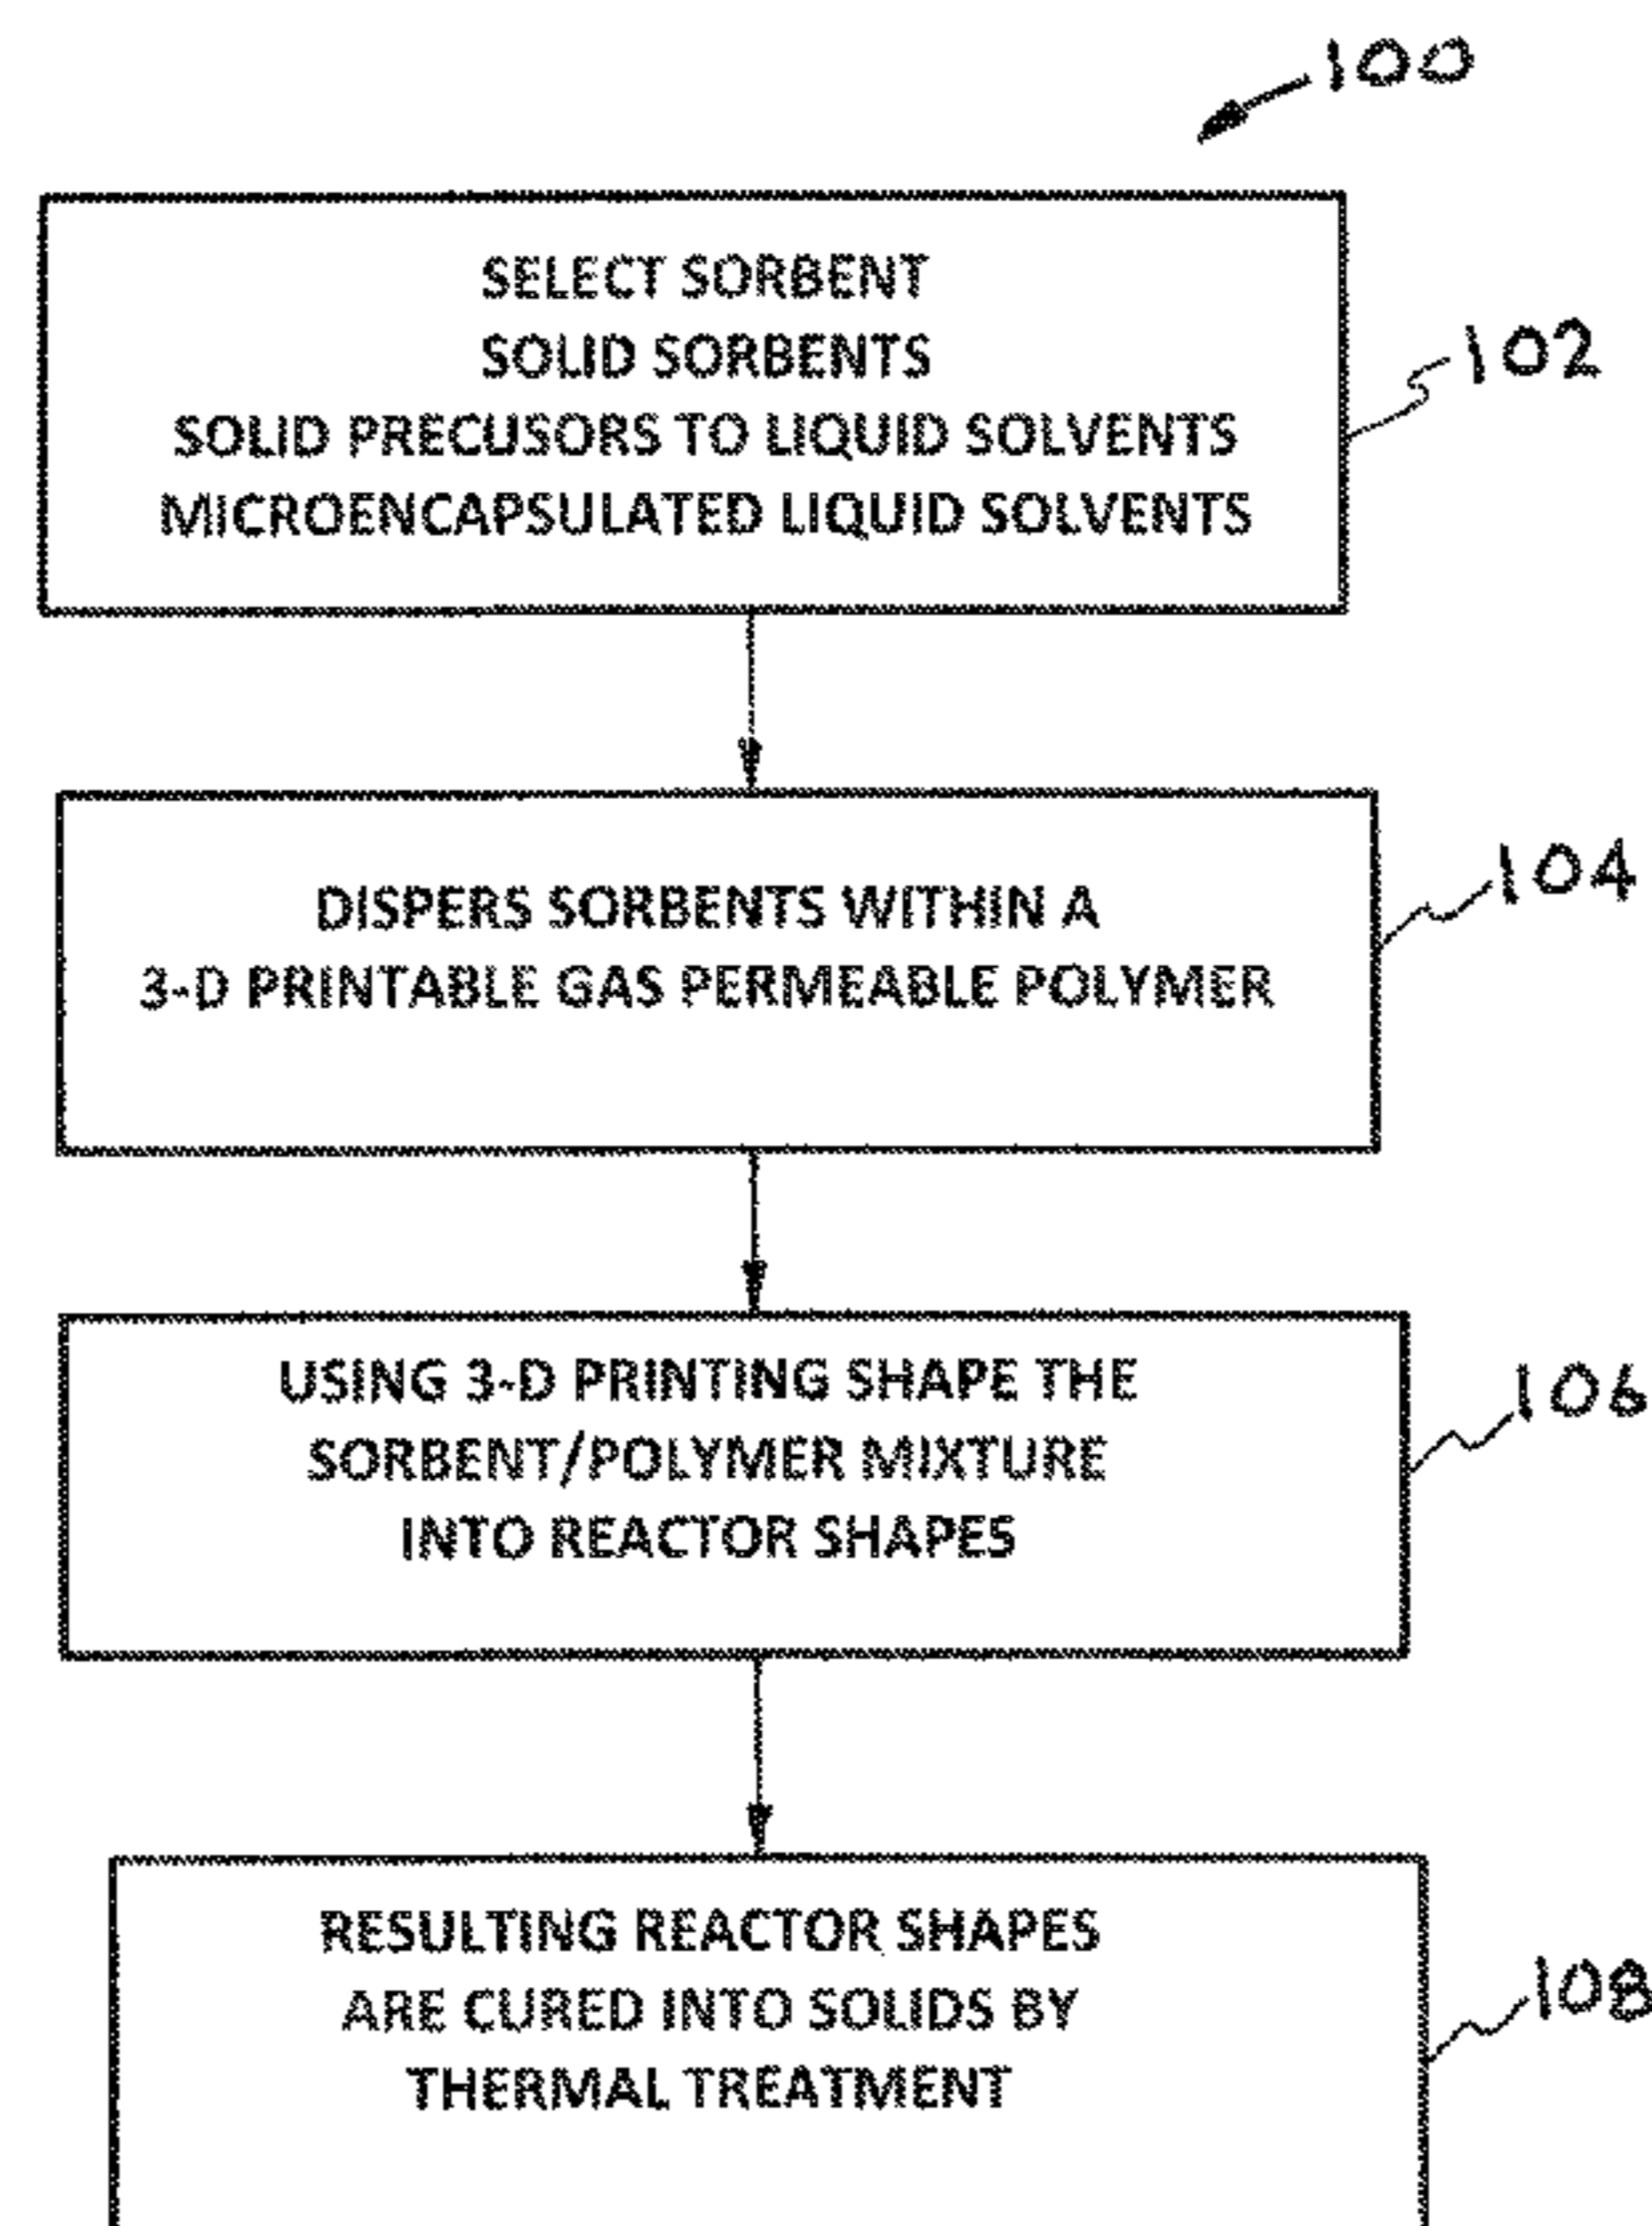 100
SELECT SORBENT
SOLID SORBENTS
SOLID PRECUSORS TO LIQUID SOLVENTS
MICROENCAPSULATED LIQUID SOLVENTS
102
DISPERS SORBENTS WITHIN A
3-D PRINTABLE GAS PERMEABLE POLYMER
104
USING 3-D PRINTING SHAPE THE
SORBENT/POLYMER MIXTURE
INTO REACTOR SHAPES
106
RESULTING REACTOR SHAPES
ARE CURED INTO SOLIDS BY
THERMAL TREATMENT
108